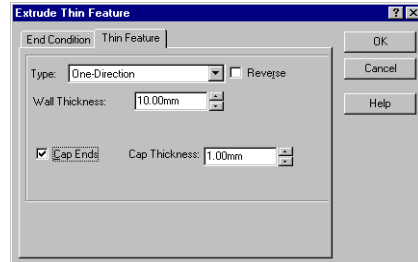 Extrude Thin Feature
End Condition Thin Feature
OK
Type: One-Direction Reverse
Cancel
Wall Thickness: 10.00mm
Help
Cap Ends Cap Thickness: 1.00mm